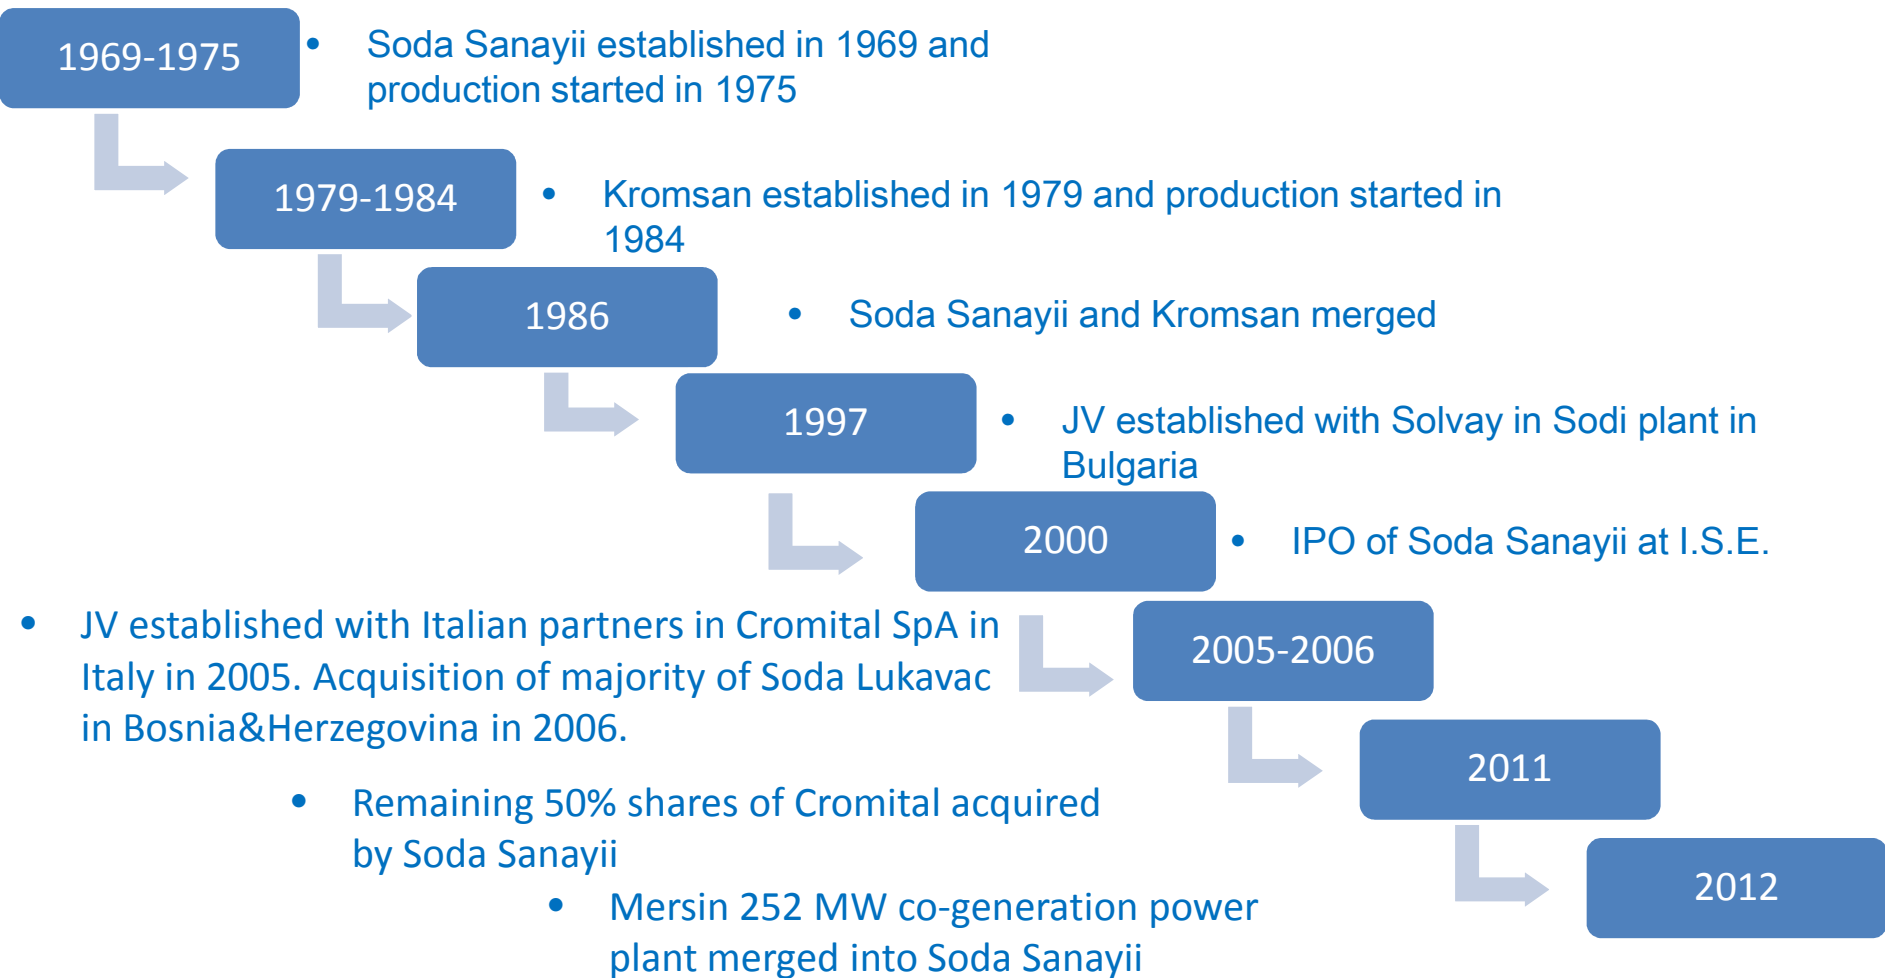 1969-1975
• Soda Sanayii established in 1969 and
production started in 1975
1979-1984
• Kromsan established in 1979 and production started in
1984
1986
• Soda Sanayii and Kromsan merged
1997
• JV established with Solvay in Sodi plant in
Bulgaria
2000
• IPO of Soda Sanayii at I.S.E.
2005-2006
• JV established with Italian partners in Cromital SpA in
Italy in 2005. Acquisition of majority of Soda Lukavac
in Bosnia&Herzegovina in 2006.
2011
• Remaining 50% shares of Cromital acquired
by Soda Sanayii
2012
• Mersin 252 MW co-generation power
plant merged into Soda Sanayii